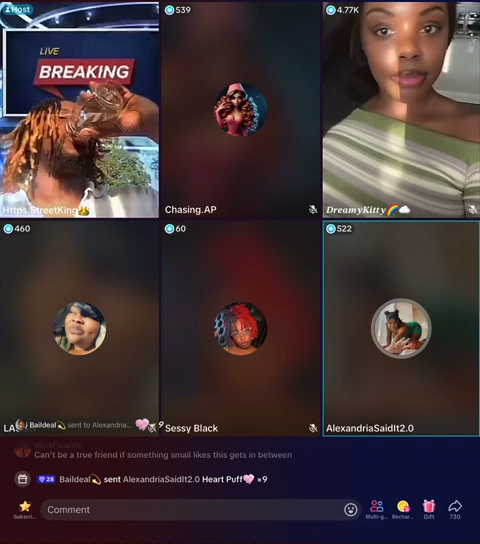 Host
539
4.77K
LIVE
BREAKING
Https.StreetKing
Chasing.AP
DreamyKitty🌈☁️
460
60
522
Baildeal💫 sent to Alexandria... 🩷 × 9
Sessy Black
AlexandriaSaidIt2.0
Can't be a true friend if something small likes this gets in between
28 Baildeal💫 sent AlexandriaSaidIt2.0 Heart Puff🩷 ×9
Subscri...
Comment
Multi-g...
Rechar...
Gift
730